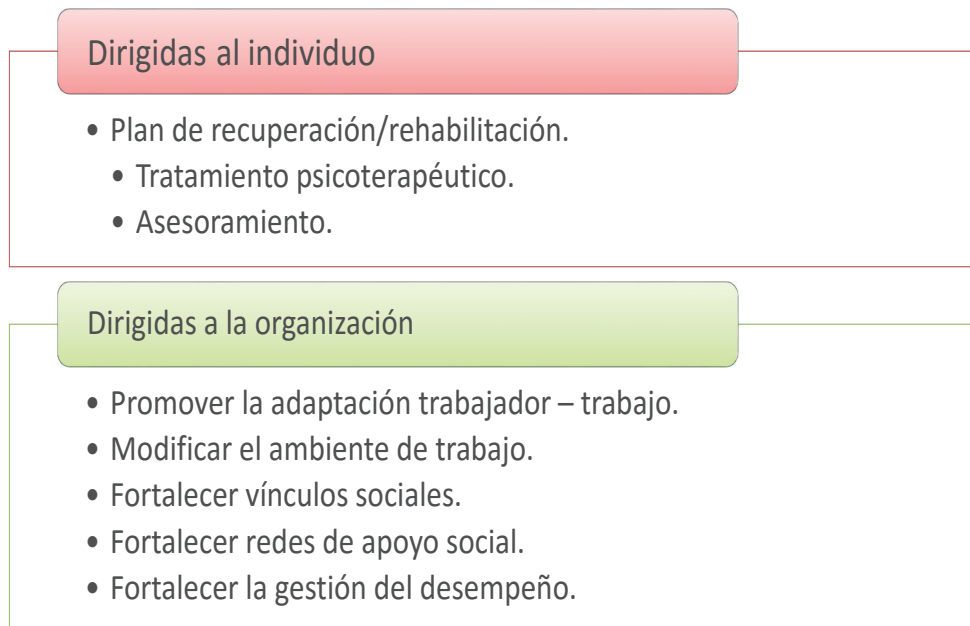 Dirigidas al individuo
• Plan de recuperación/rehabilitación.
• Tratamiento psicoterapéutico.
• Asesoramiento.
Dirigidas a la organización
• Promover la adaptación trabajador – trabajo.
• Modificar el ambiente de trabajo.
• Fortalecer vínculos sociales.
• Fortalecer redes de apoyo social.
• Fortalecer la gestión del desempeño.